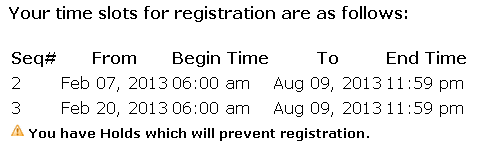 Your time slots for registration are as follows:
Seq# From Begin Time To End Time
2 Feb 07, 2013 06:00 am Aug 09, 2013 11:59 pm
3 Feb 20, 2013 06:00 am Aug 09, 2013 11:59 pm
You have Holds which will prevent registration.